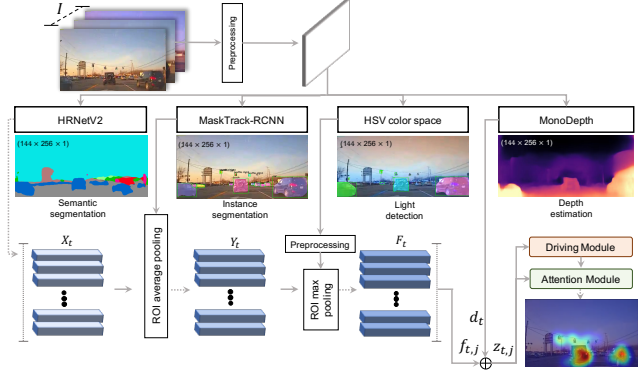 I
Preprocessing
HRNetV2
MaskTrack-RCNN
HSV color space
MonoDepth
(144 × 256 × 1)
(144 × 256 × 1)
(144 × 256 × 1)
(144 × 256 × 1)
Semantic
segmentation
Instance
segmentation
Light
detection
Depth
estimation
X_t
ROI average pooling
Y_t
Preprocessing
ROI max
pooling
F_t
Driving Module
Attention Module
d_t
f_{t,j}
z_{t,j}